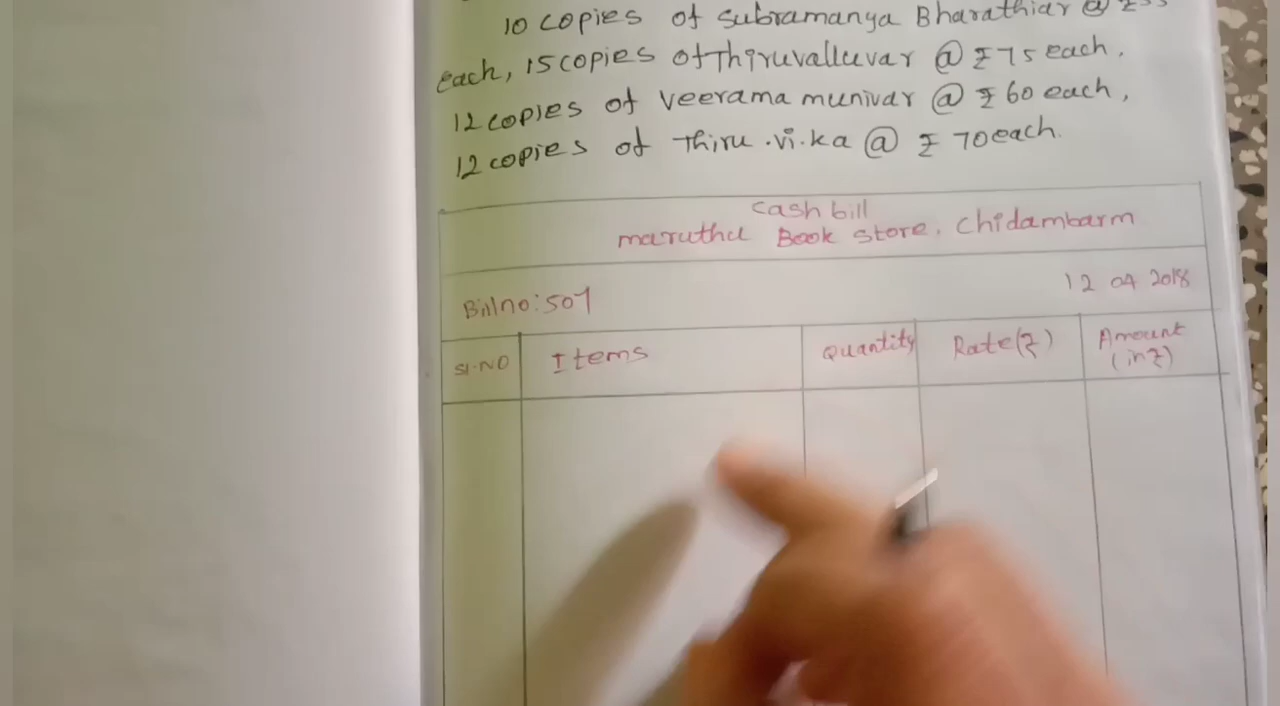 10 copies of Subramanya Bharathiar @
each, 15 copies of Thiruvalluvar @ ₹75 each.
12 copies of Veerama munivar @ ₹ 60 each,
12 copies of Thiru.vi.ka @ ₹ 70 each.
Cash bill
marutha Book Store, Chidambarm
Bill no: 507 12 04 2018
Sl.NO Items Quantity Rate(₹) Amount
(in ₹)